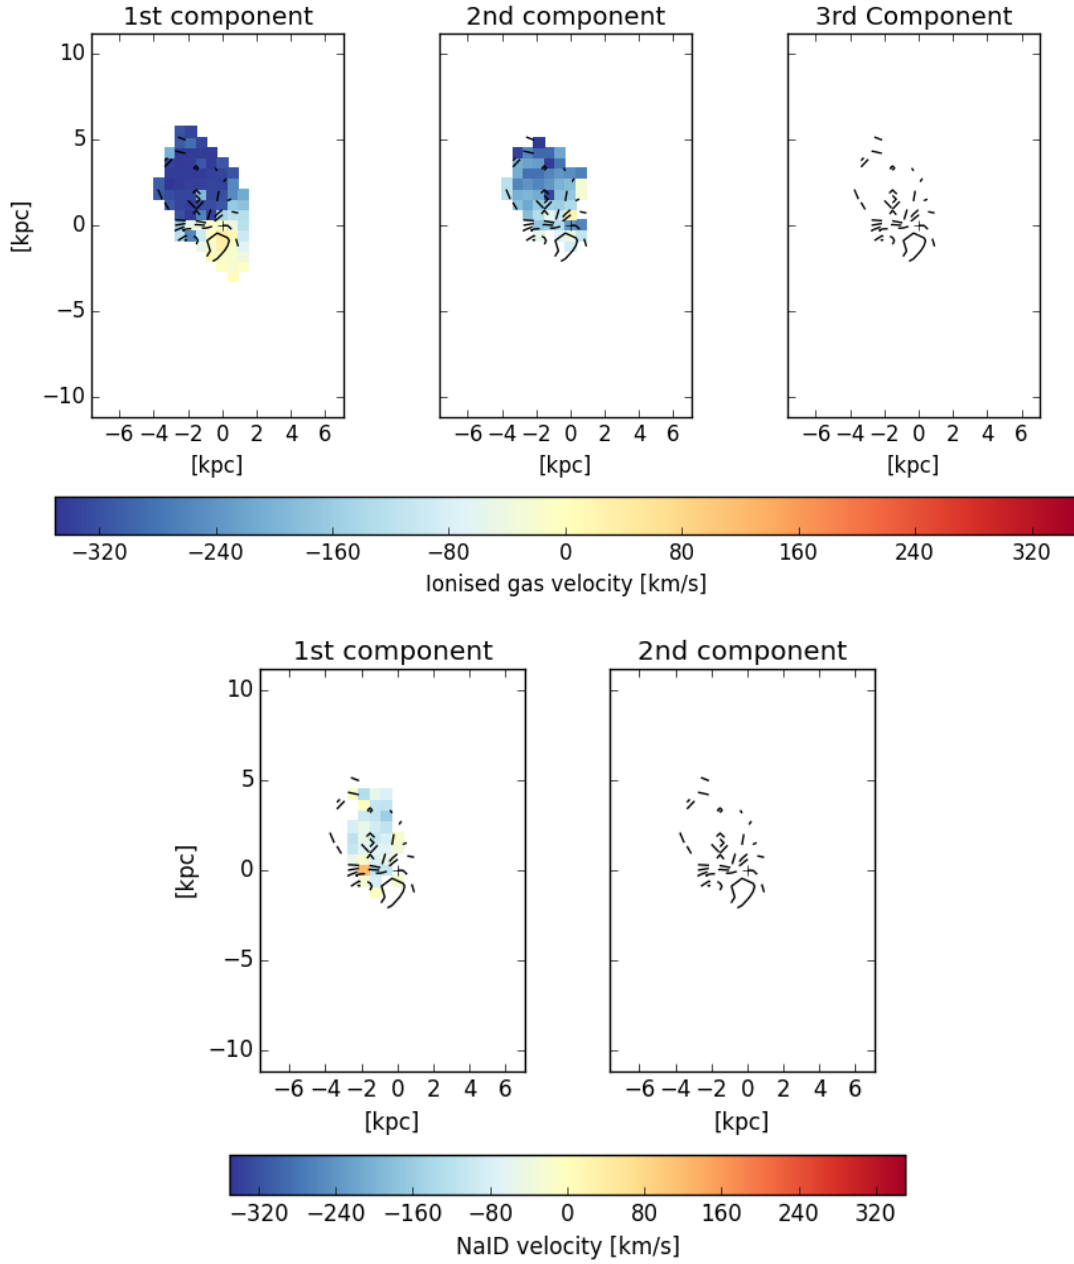 1st component 2nd component 3rd Component
10
5
0
−5
−10
[kpc]
−6 −4 −2 0 2 4 6 −6 −4 −2 0 2 4 6 −6 −4 −2 0 2 4 6
[kpc] [kpc] [kpc]
−320 −240 −160 −80 0 80 160 240 320
Ionised gas velocity [km/s]
1st component 2nd component
10
5
0
−5
−10
[kpc]
−6 −4 −2 0 2 4 6 −6 −4 −2 0 2 4 6
[kpc] [kpc]
−320 −240 −160 −80 0 80 160 240 320
NaID velocity [km/s]